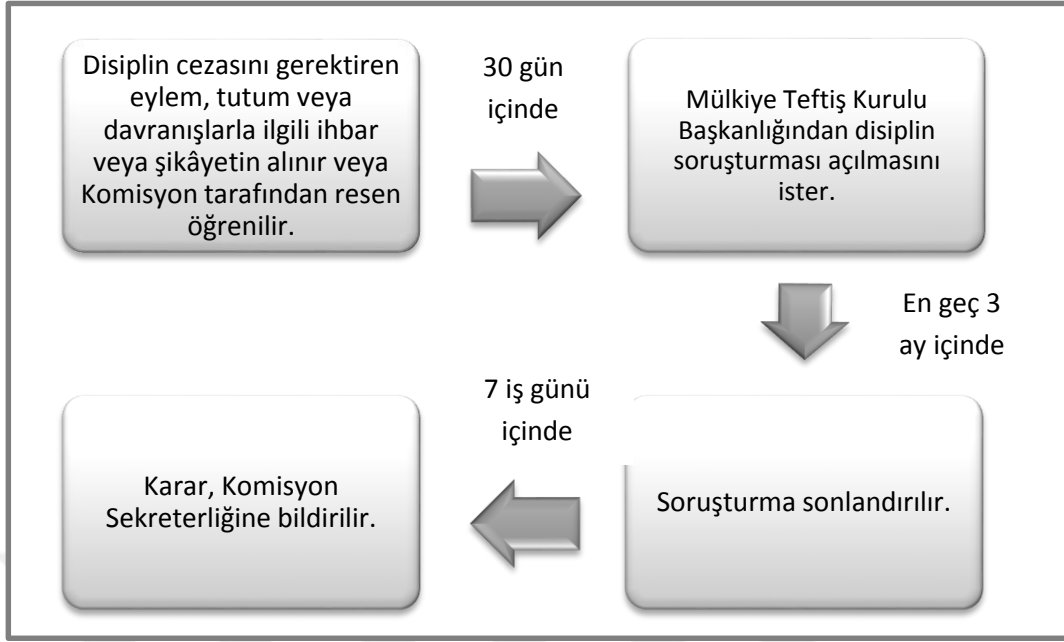 Disiplin cezasını gerektiren
eylem, tutum veya
davranışlarla ilgili ihbar
veya şikâyetin alınır veya
Komisyon tarafından resen
öğrenilir.
30 gün
içinde
Mülkiye Teftiş Kurulu
Başkanlığından disiplin
soruşturması açılmasını
ister.
En geç 3
ay içinde
Soruşturma sonlandırılır.
7 iş günü
içinde
Karar, Komisyon
Sekreterliğine bildirilir.